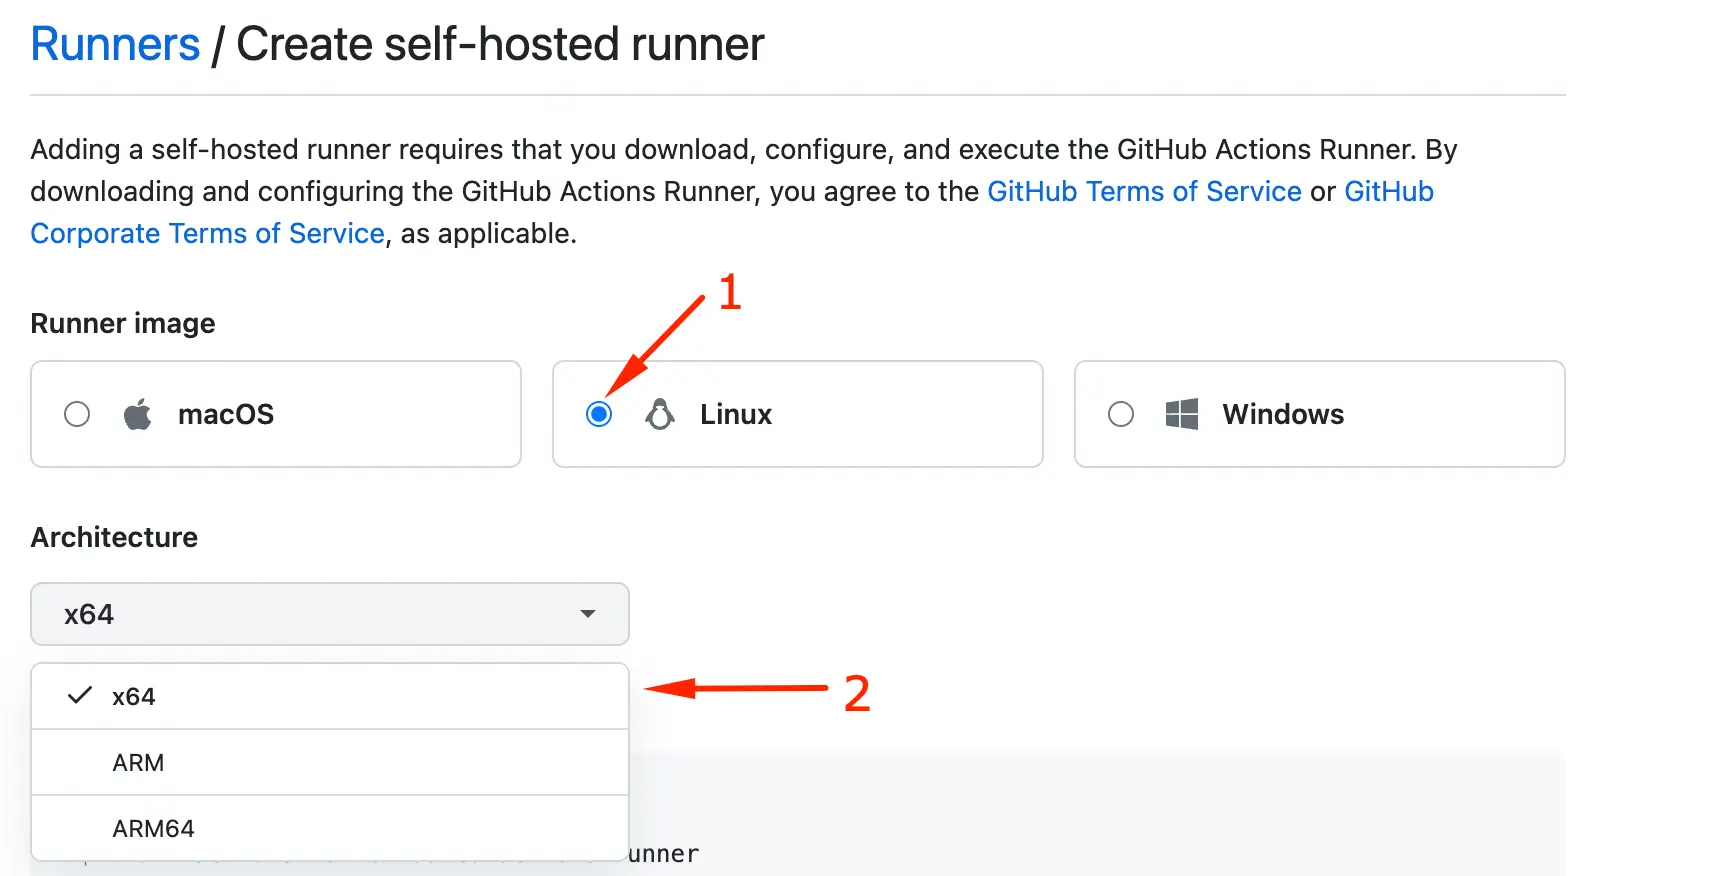 Runners / Create self-hosted runner
Adding a self-hosted runner requires that you download, configure, and execute the GitHub Actions Runner. By
downloading and configuring the GitHub Actions Runner, you agree to the GitHub Terms of Service or GitHub
Corporate Terms of Service, as applicable.
1
Runner image
macOS
Linux
Windows
Architecture
x64
x64
2
ARM
ARM64
unner